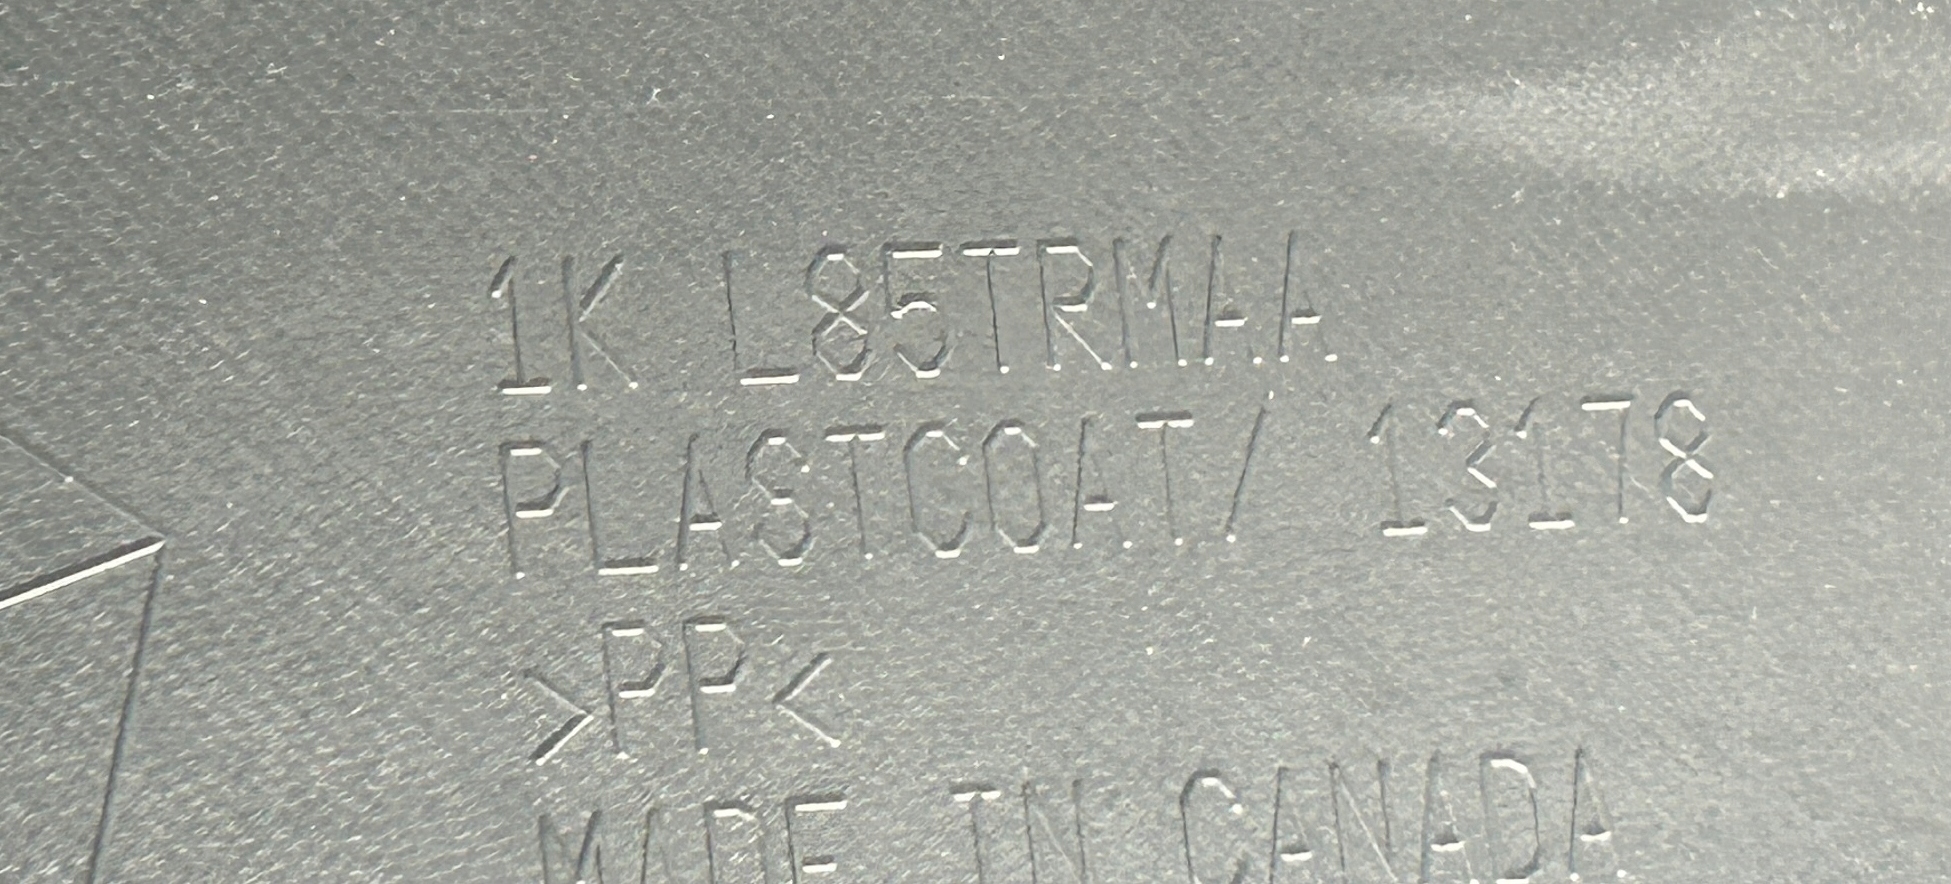 1K L85TRMAA
PLASTCOAT/ 13178
>PP<
MADE IN CANADA